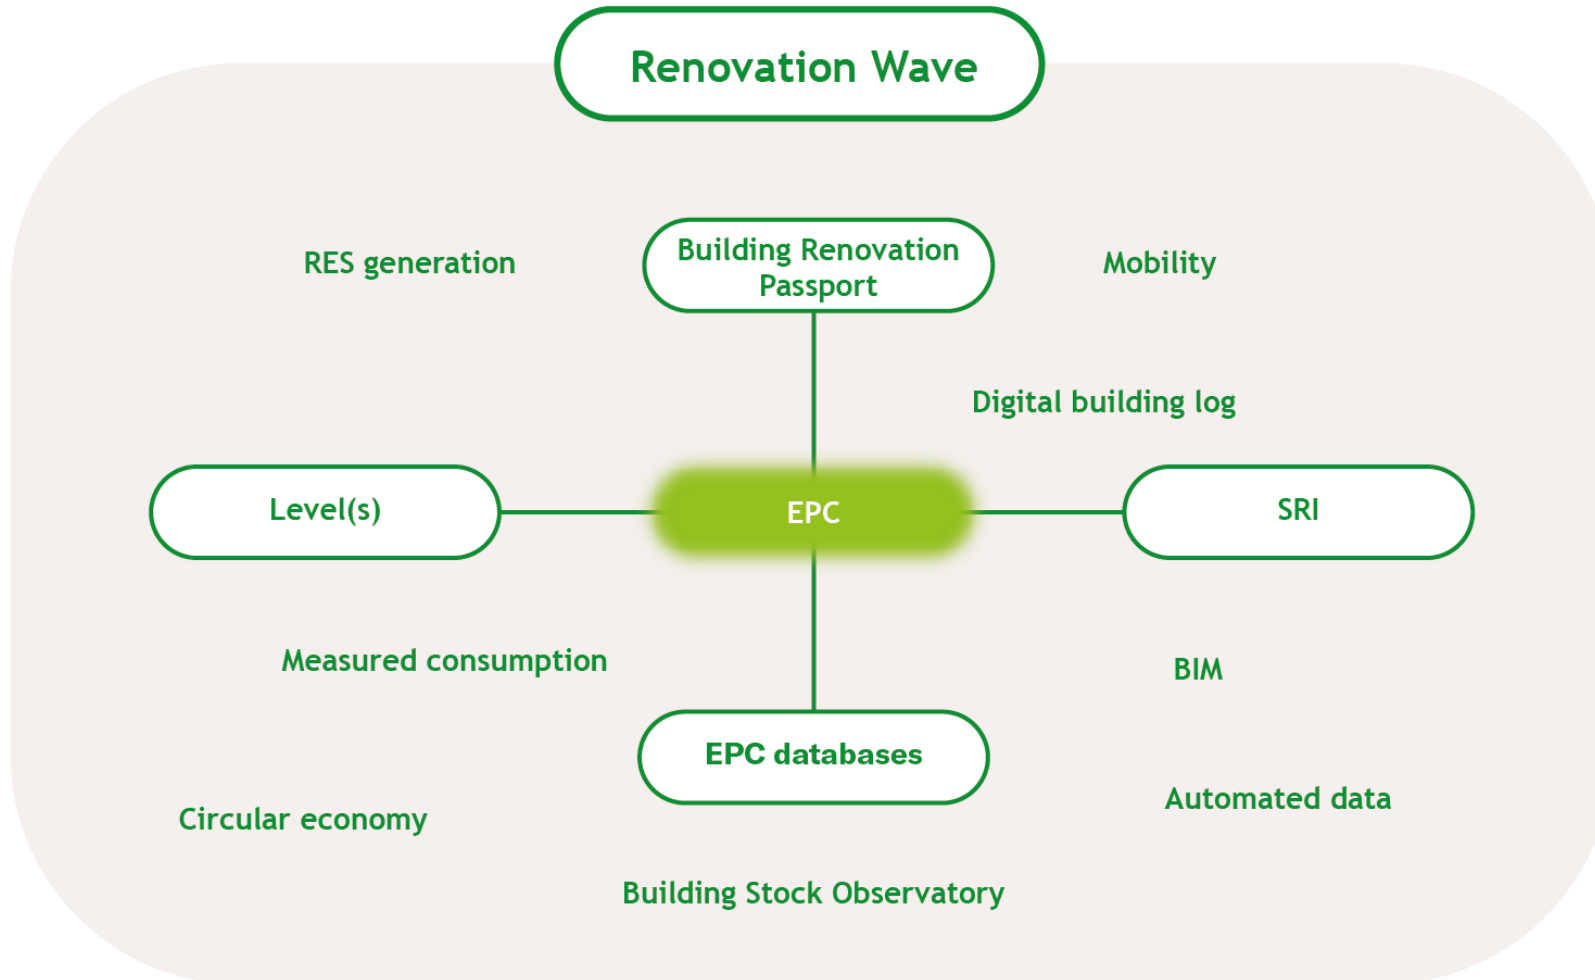 Renovation Wave
RES generation
Building Renovation
Passport
Mobility
Digital building log
Level(s)
EPC
SRI
Measured consumption
BIM
EPC databases
Automated data
Circular economy
Building Stock Observatory